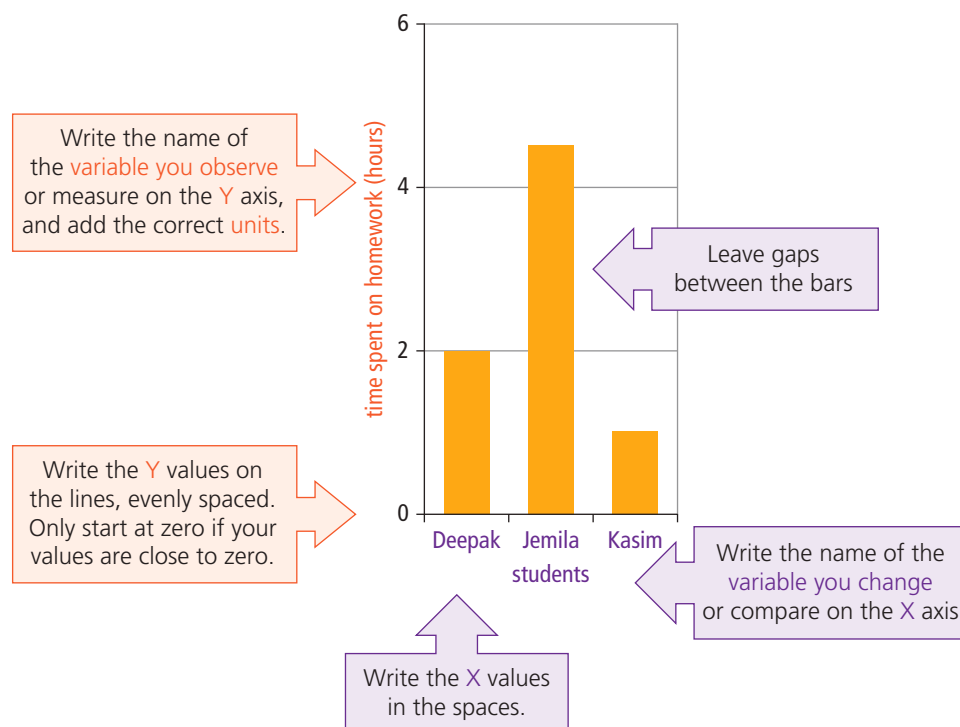 6
Write the name of
the variable you observe
or measure on the Y axis,
and add the correct units.
time spent on homework (hours)
4
Leave gaps
between the bars
2
Write the Y values on
the lines, evenly spaced.
Only start at zero if your
values are close to zero.
0
Deepak Jemila Kasim
students
Write the name of the
variable you change
or compare on the X axis
Write the X values
in the spaces.